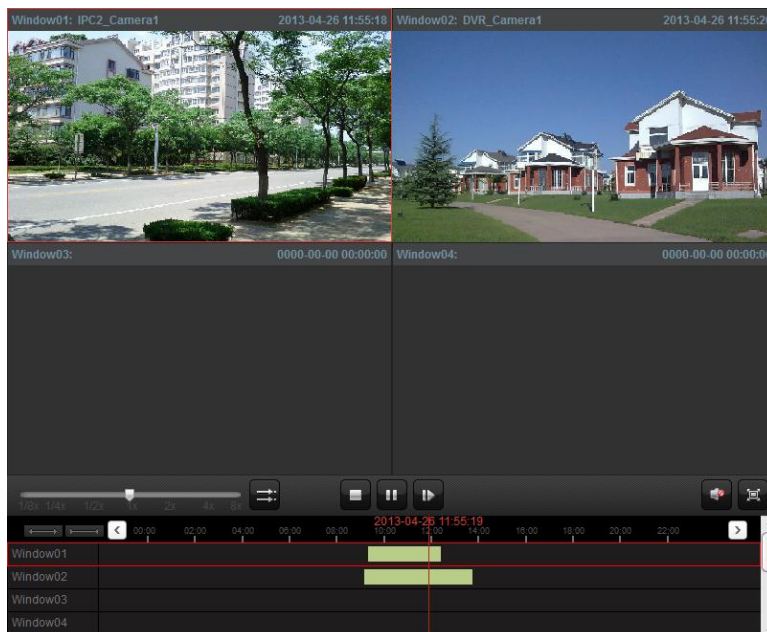 Window01: IPC2_Camera1 2013-04-26 11:55:18
Window02: DVR_Camera1 2013-04-26 11:55:2
Window03: 0000-00-00 00:00:00
Window04: 0000-00-00 00:00:0
1/8x 1/4x 1/2x 1x 2x 4x 8x
2013-04-26 11:55:19
00:00 02:00 04:00 06:00 08:00 10:00 12:00 14:00 16:00 18:00 20:00 22:00
Window01
Window02
Window03
Window04